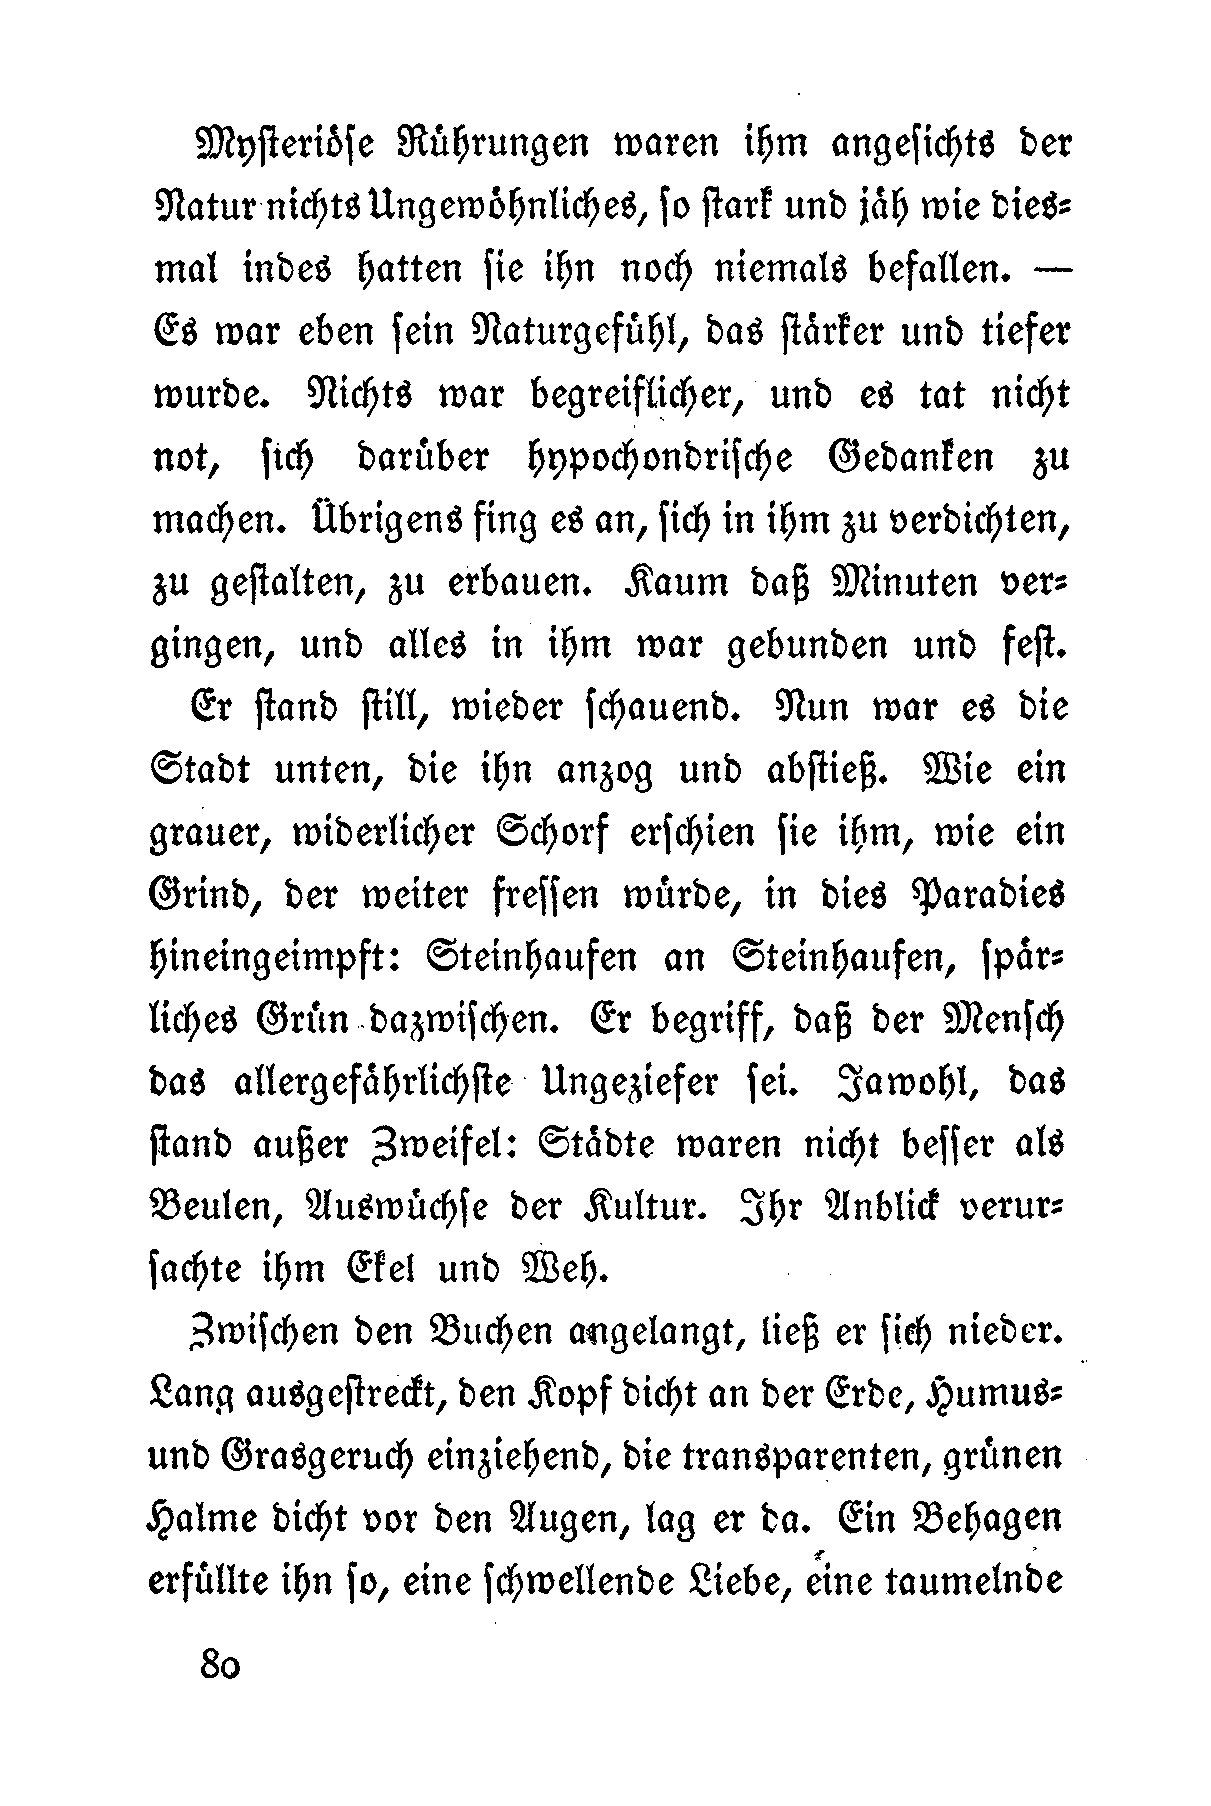 Mysteriöse Rührungen waren ihm angesichts der
Natur nichts Ungewöhnliches, so stark und jäh wie dies-
mal indes hatten sie ihn noch niemals befallen. —
Es war eben sein Naturgefühl, das stärker und tiefer
wurde. Nichts war begreiflicher, und es tat nicht
not, sich darüber hypochondrische Gedanken zu
machen. Übrigens fing es an, sich in ihm zu verdichten,
zu gestalten, zu erbauen. Kaum daß Minuten ver-
gingen, und alles in ihm war gebunden und fest.
Er stand still, wieder schauend. Nun war es die
Stadt unten, die ihn anzog und abstieß. Wie ein
grauer, widerlicher Schorf erschien sie ihm, wie ein
Grind, der weiter fressen würde, in dies Paradies
hineingeimpft: Steinhaufen an Steinhaufen, spär-
liches Grün dazwischen. Er begriff, daß der Mensch
das allergefährlichste Ungeziefer sei. Jawohl, das
stand außer Zweifel: Städte waren nicht besser als
Beulen, Auswüchse der Kultur. Ihr Anblick verur-
sachte ihm Ekel und Weh.
Zwischen den Buchen angelangt, ließ er sich nieder.
Lang ausgestreckt, den Kopf dicht an der Erde, Humus-
und Grasgeruch einziehend, die transparenten, grünen
Halme dicht vor den Augen, lag er da. Ein Behagen
erfüllte ihn so, eine schwellende Liebe, eine taumelnde
80